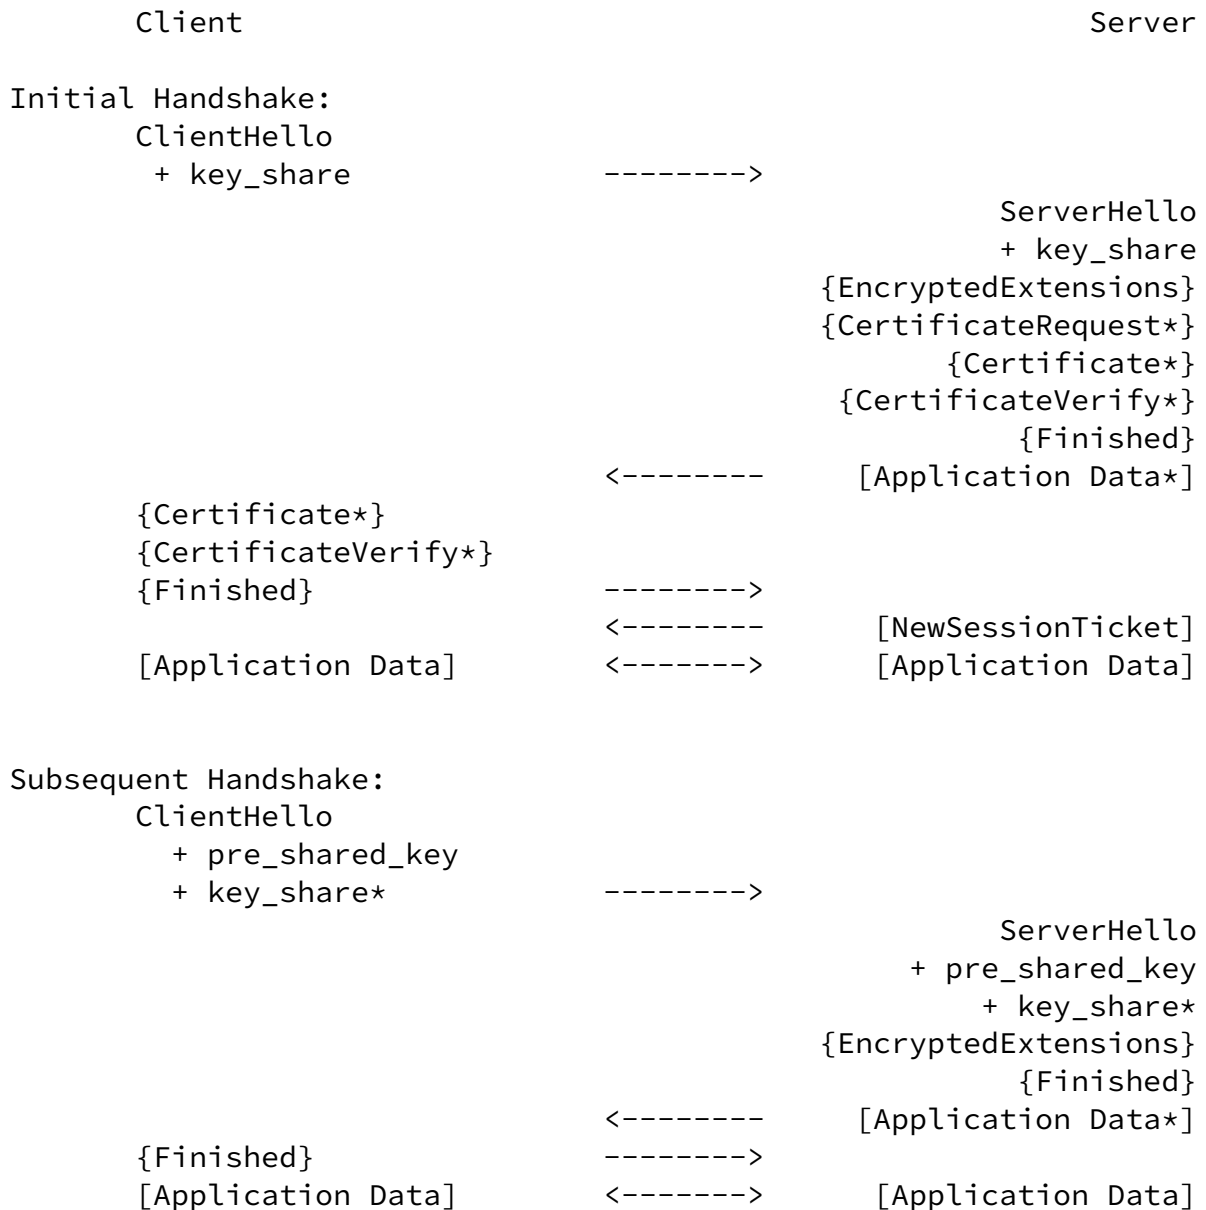 Client                                               Server
Initial Handshake:
ClientHello
+ key_share               -------->
ServerHello
+ key_share
{EncryptedExtensions}
{CertificateRequest*}
{Certificate*}
{CertificateVerify*}
{Finished}
<--------     [Application Data*]
{Certificate*}
{CertificateVerify*}
{Finished}                -------->
<--------      [NewSessionTicket]
[Application Data]        <------->      [Application Data]
Subsequent Handshake:
ClientHello
+ pre_shared_key
+ key_share*            -------->
ServerHello
+ pre_shared_key
+ key_share*
{EncryptedExtensions}
{Finished}
<--------     [Application Data*]
{Finished}                -------->
[Application Data]        <------->      [Application Data]